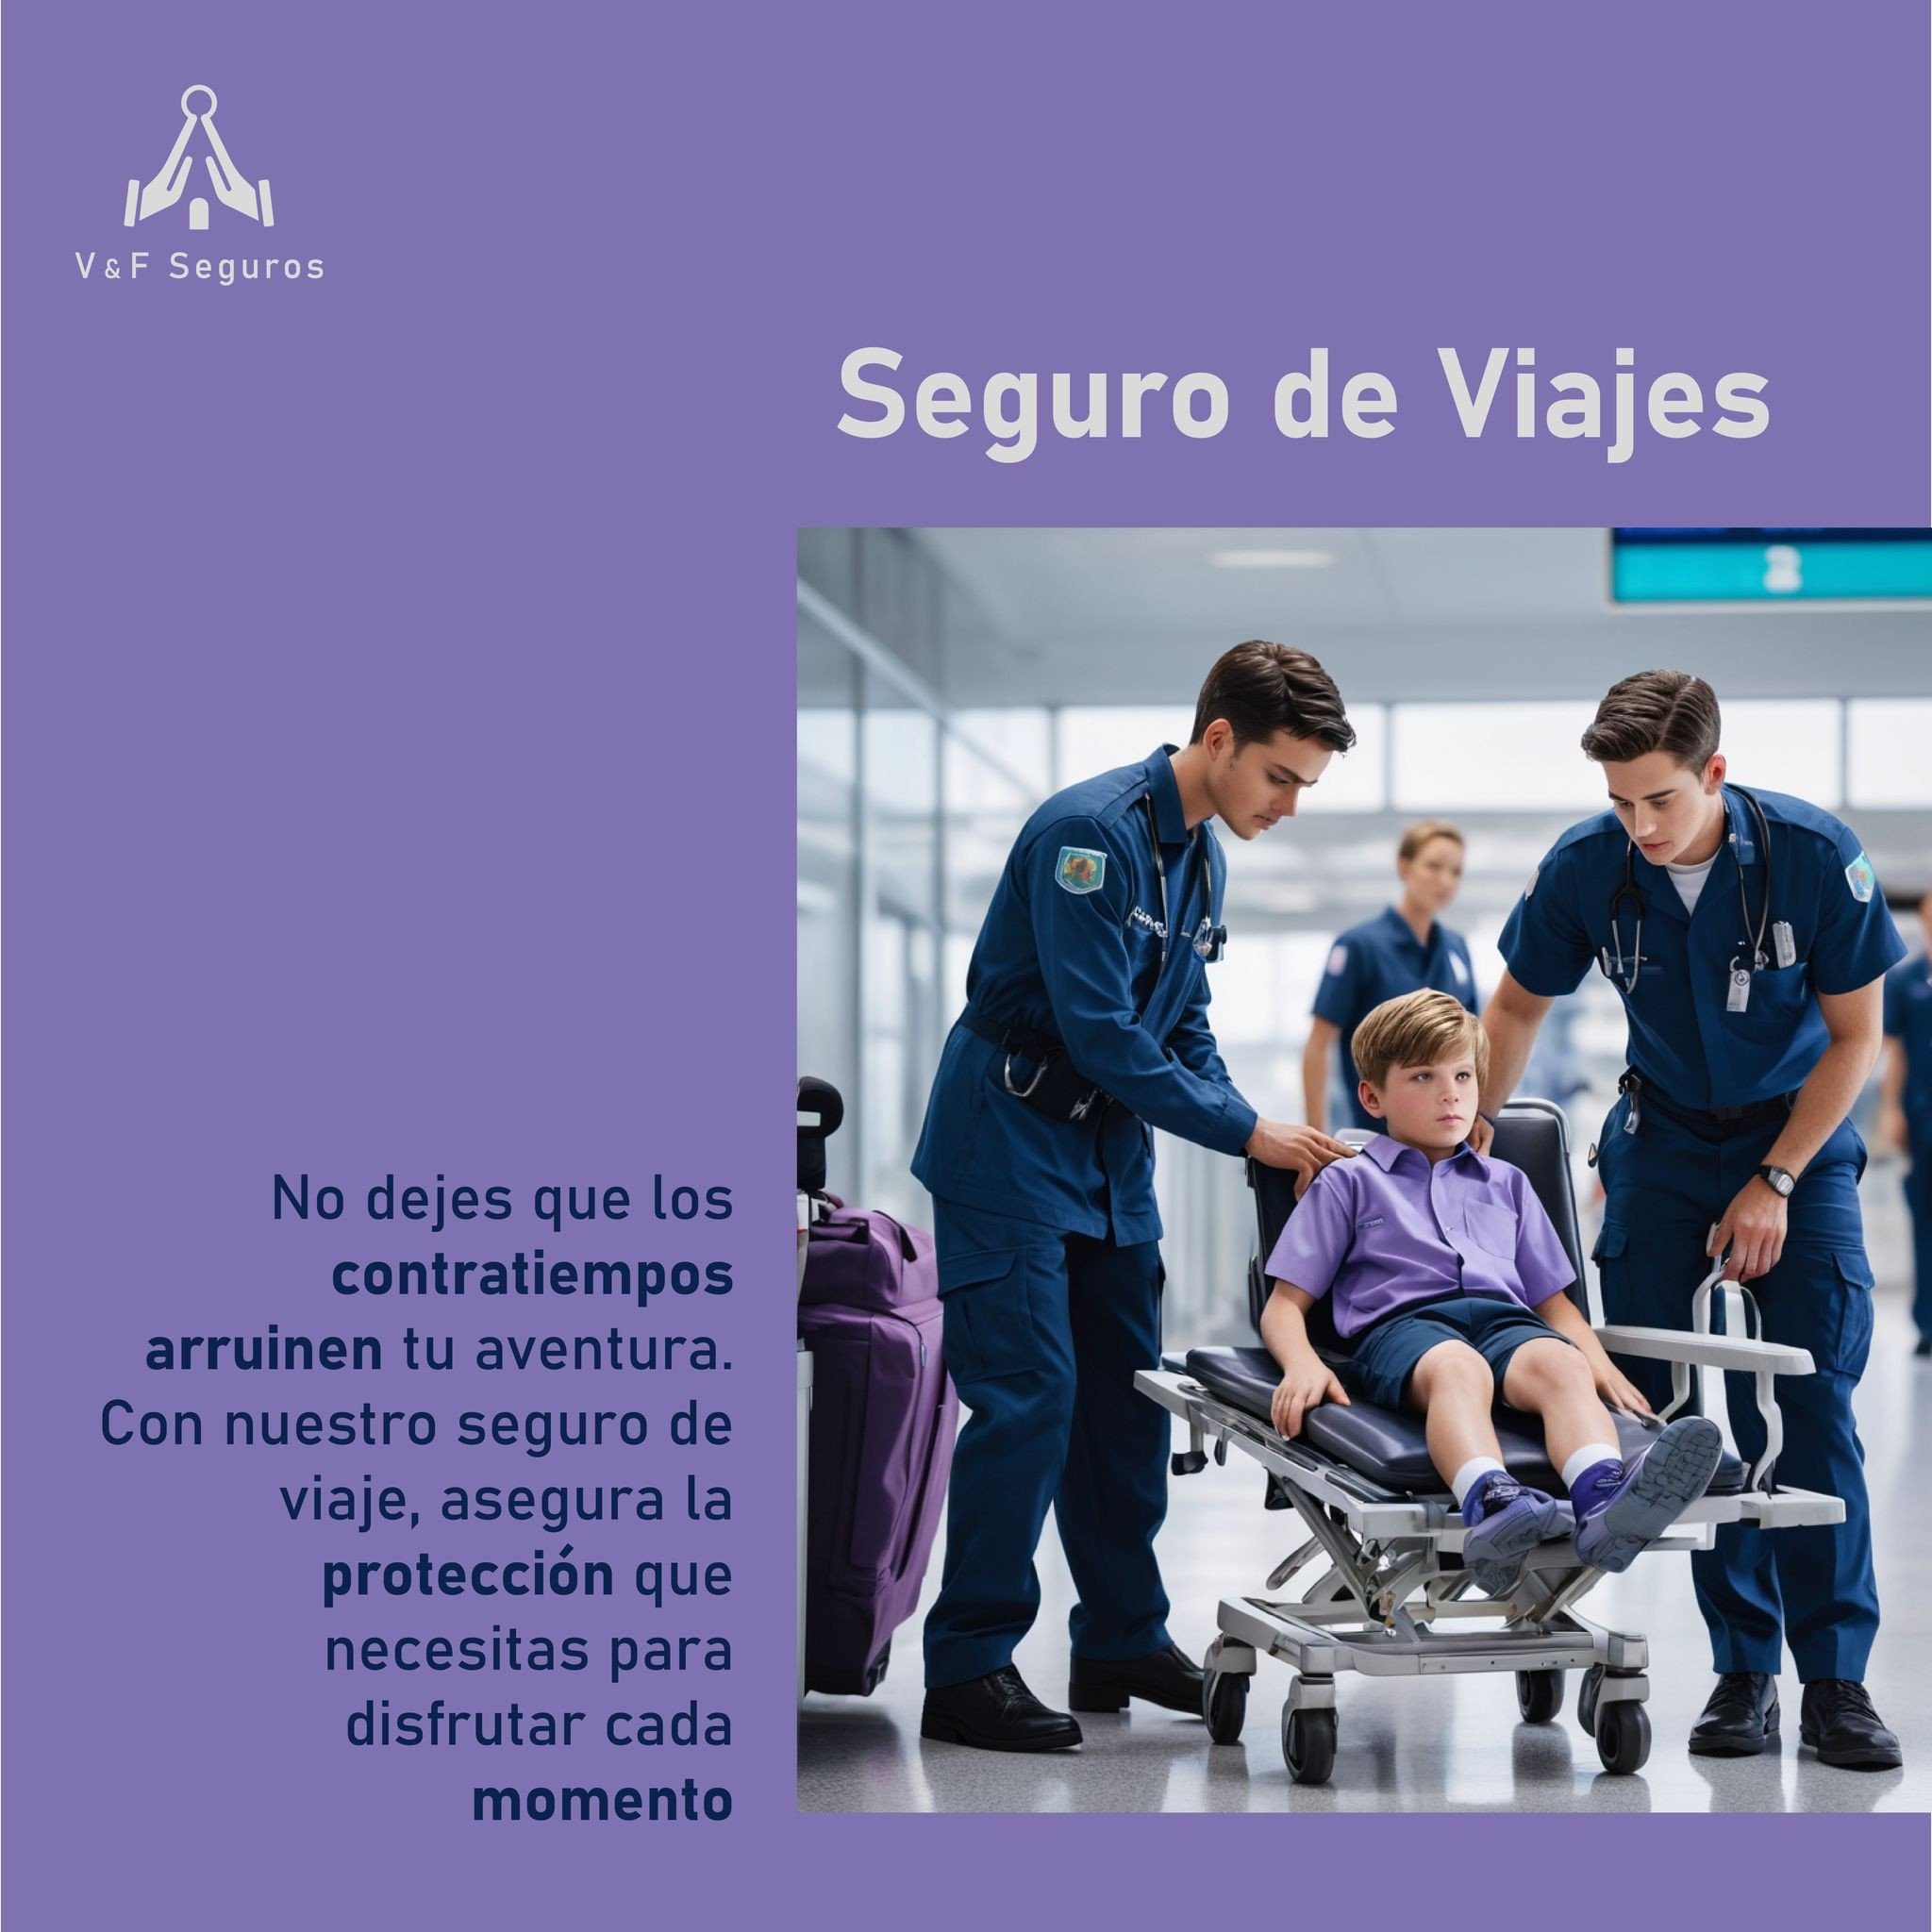 V & F Seguros
Seguro de Viajes
2
No dejes que los
contratiempos
arruinen tu aventura.
Con nuestro seguro de
viaje, asegura la
protección que
necesitas para
disfrutar cada
momento